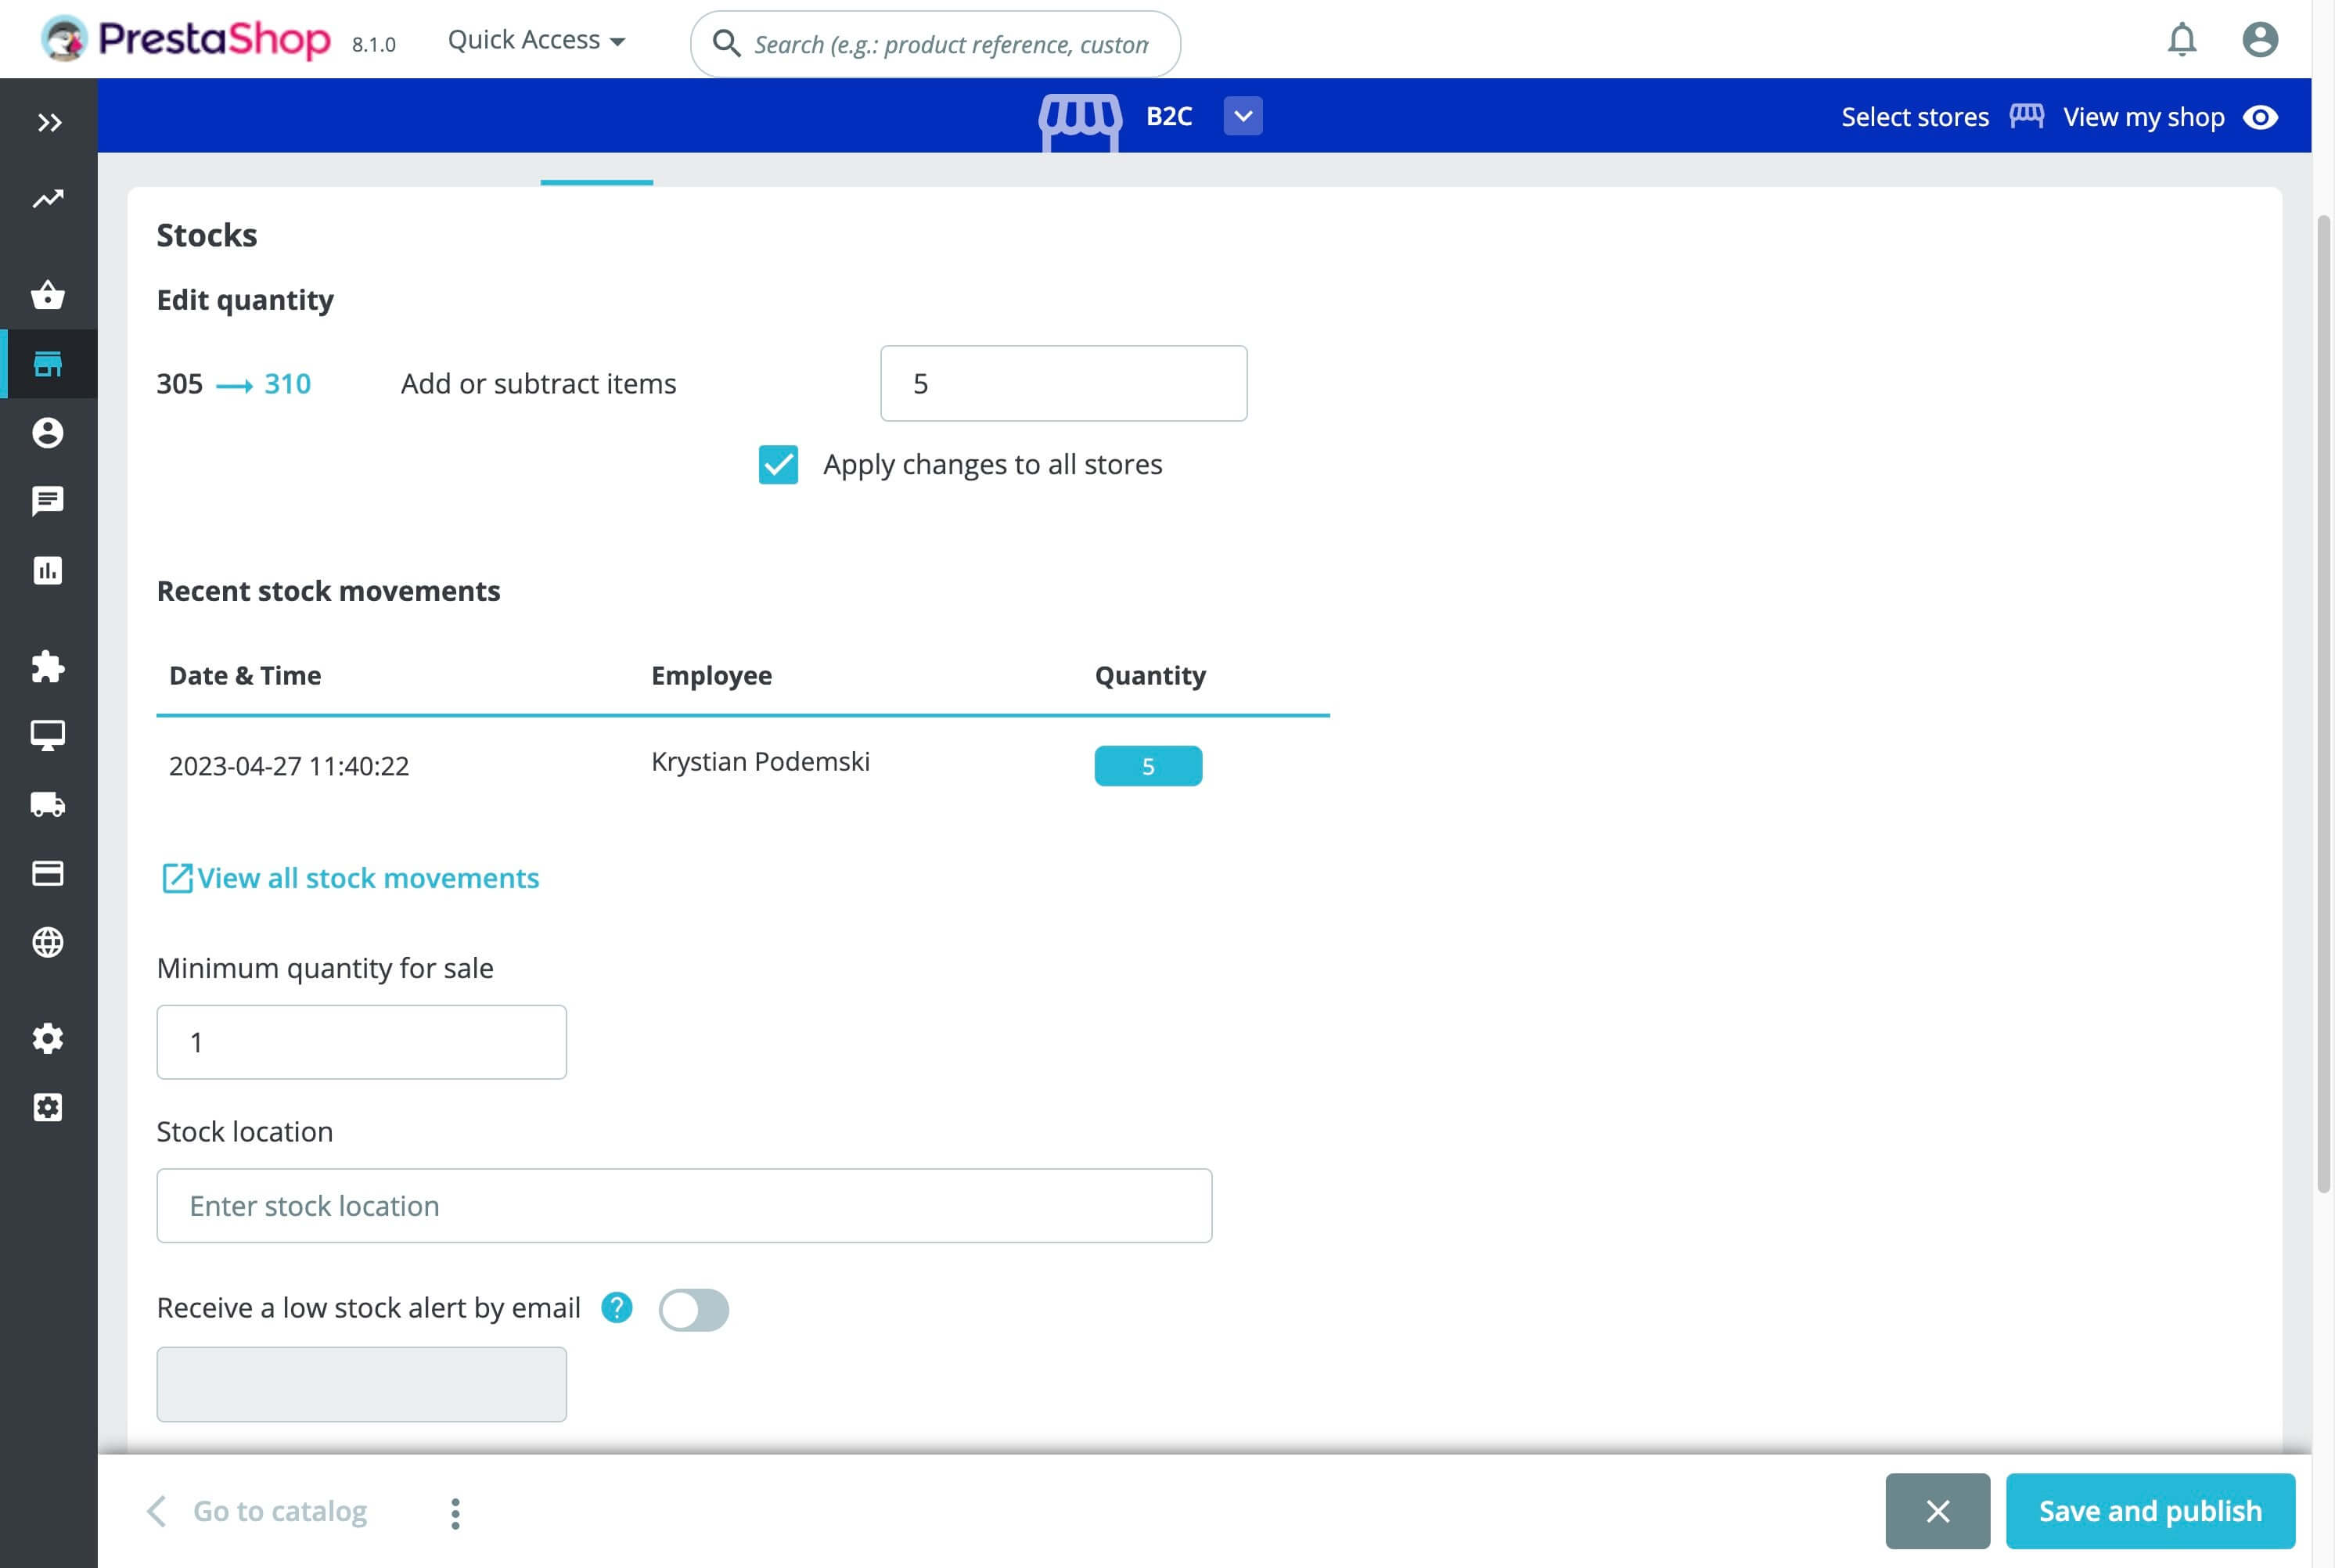 PrestaShop 8.1.0 Quick Access Search (e.g.: product reference, custon
B2C Select stores View my shop
Stocks
Edit quantity
305 → 310 Add or subtract items 5
Apply changes to all stores
Recent stock movements
Date & Time Employee Quantity
2023-04-27 11:40:22 Krystian Podemski 5
View all stock movements
Minimum quantity for sale
1
Stock location
Enter stock location
Receive a low stock alert by email ?
Go to catalog Save and publish